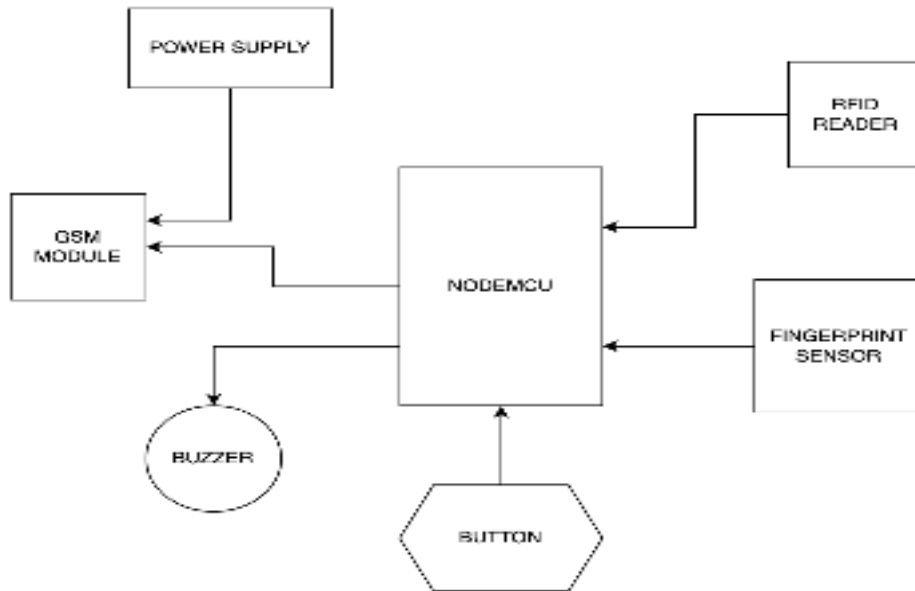 POWER SUPPLY
RFID
READER
GSM
MODULE
NODEMCU
FINGERPRINT
SENSOR
BUZZER
BUTTON